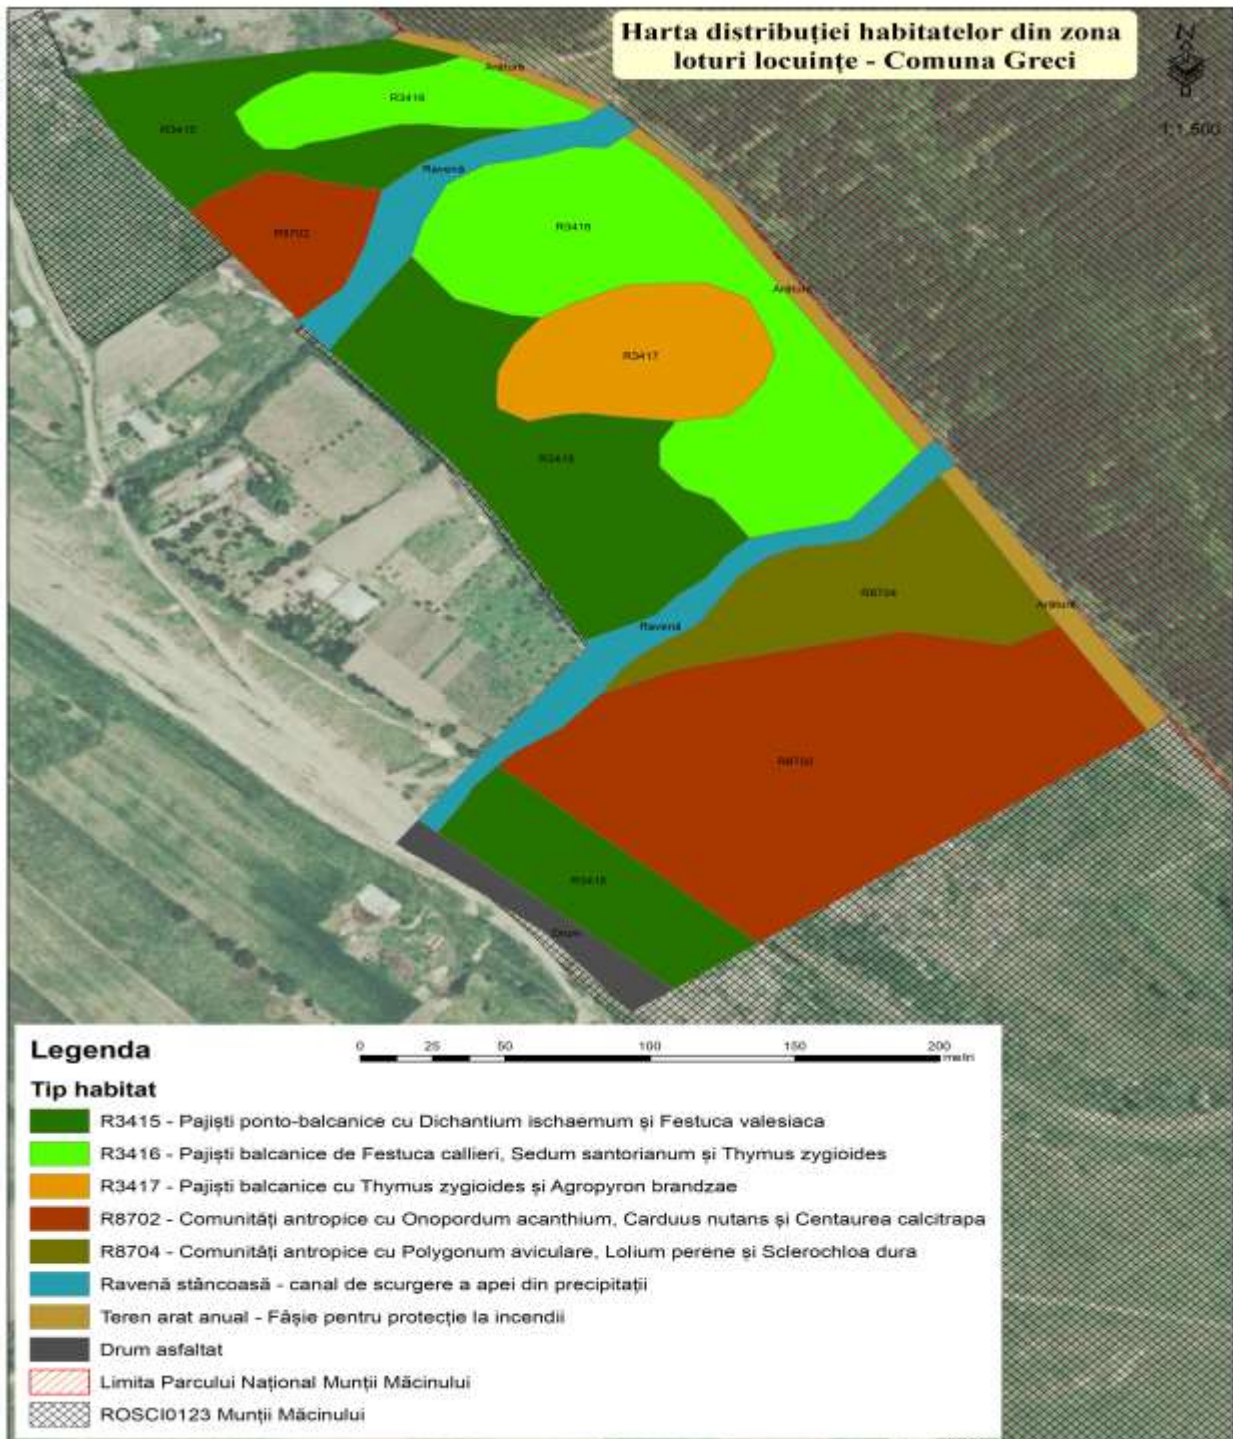 Harta distribuției habitatelor din zona
loturi locuințe - Comuna Greci
N
1:1.500
Arătură
R3416
R3415
Ravenă
R3416
R8702
Arătură
R3417
R3415
R8704
Arătură
Ravenă
R8702
R3415
Drum
Legenda
0 25 50 100 150 200
metri
Tip habitat
R3415 - Pajiști ponto-balcanice cu Dichantium ischaemum și Festuca valesiaca
R3416 - Pajiști balcanice de Festuca callieri, Sedum santorianum și Thymus zygioides
R3417 - Pajiști balcanice cu Thymus zygioides și Agropyron brandzae
R8702 - Comunități antropice cu Onopordum acanthium, Carduus nutans și Centaurea calcitrapa
R8704 - Comunități antropice cu Polygonum aviculare, Lolium perene și Sclerochloa dura
Ravenă stâncoasă - canal de scurgere a apei din precipitații
Teren arat anual - Fâșie pentru protecție la incendii
Drum asfaltat
Limita Parcului Național Munții Măcinului
ROSCI0123 Munții Măcinului